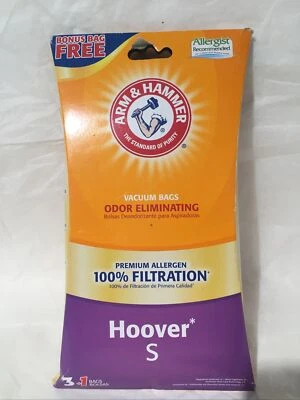 BONUS BAG
FREE
Allergist
Recommended
ARM & HAMMER
THE STANDARD OF PURITY
VACUUM BAGS
ODOR ELIMINATING
Bolsas Desodorizante para Aspiradoras
PREMIUM ALLERGEN
100% FILTRATION*
100% de Filtración de Primera Calidad*
Hoover*
S
3+1 BAGS